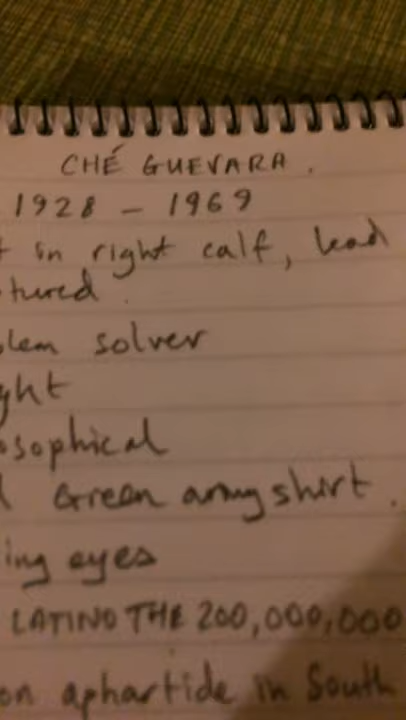 CHÉ GUEVARA.
1928 – 1969
t in right calf, lead
tured.
lem solver
ght
osophical
l Green army shirt.
ing eyes
LATINO THE 200,000,000
on aphartide in South